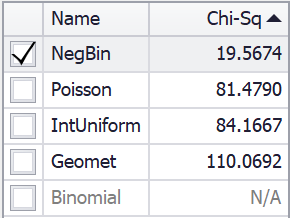 Name Chi-Sq
NegBin 19.5674
Poisson 81.4790
IntUniform 84.1667
Geomet 110.0692
Binomial N/A